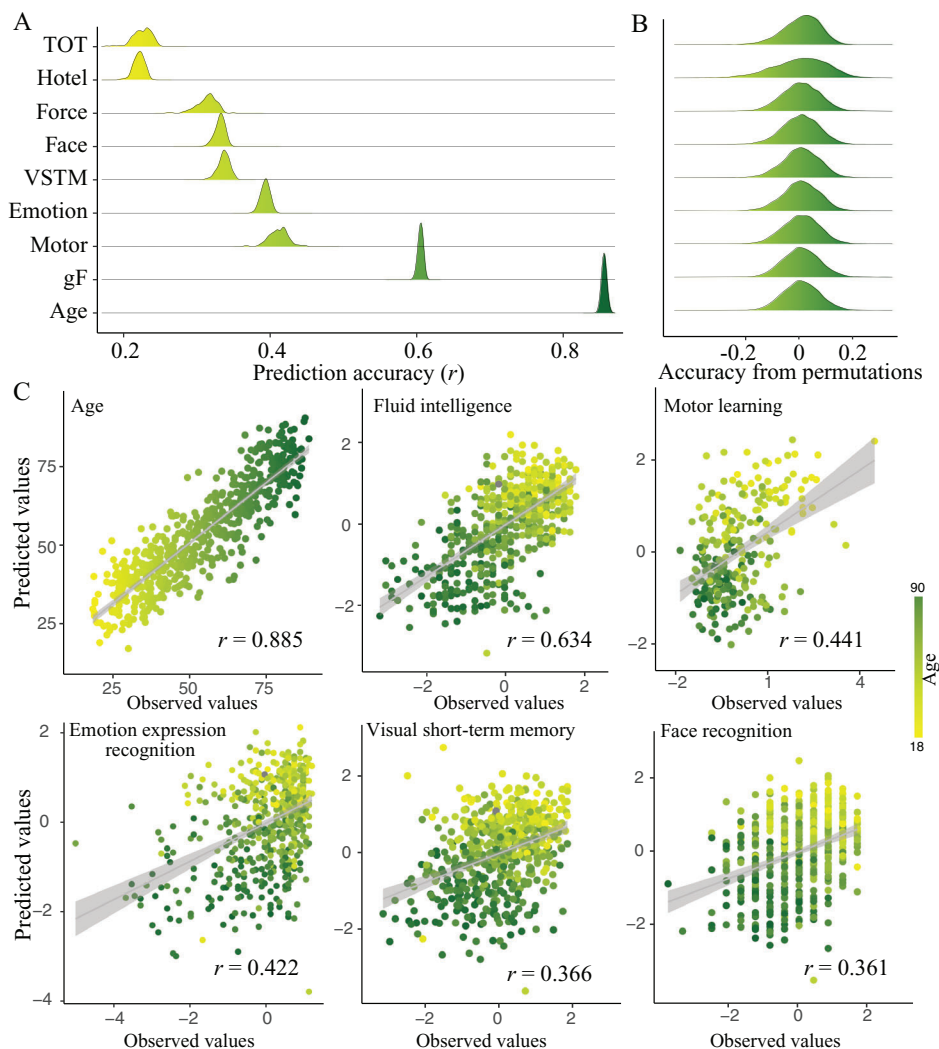 A
B
TOT
Hotel
Force
Face
VSTM
Emotion
Motor
gF
Age
0.2 0.4 0.6 0.8
-0.2 0 0.2
Prediction accuracy (r)
Accuracy from permutations
C
Age
Predicted values
75
50
25
r = 0.885
25 50 75
Observed values
Fluid intelligence
2
0
−2
r = 0.634
−2 0 2
Observed values
Motor learning
2
0
−2
r = 0.441
−2 1 4
Observed values
90
Age
18
Emotion expression
recognition
Predicted values
2
0
−2
−4
r = 0.422
−4 −2 0
Observed values
Visual short-term memory
2
0
−2
r = 0.366
−2 0 2
Observed values
Face recognition
2
0
−2
r = 0.361
−2 0 2
Observed values